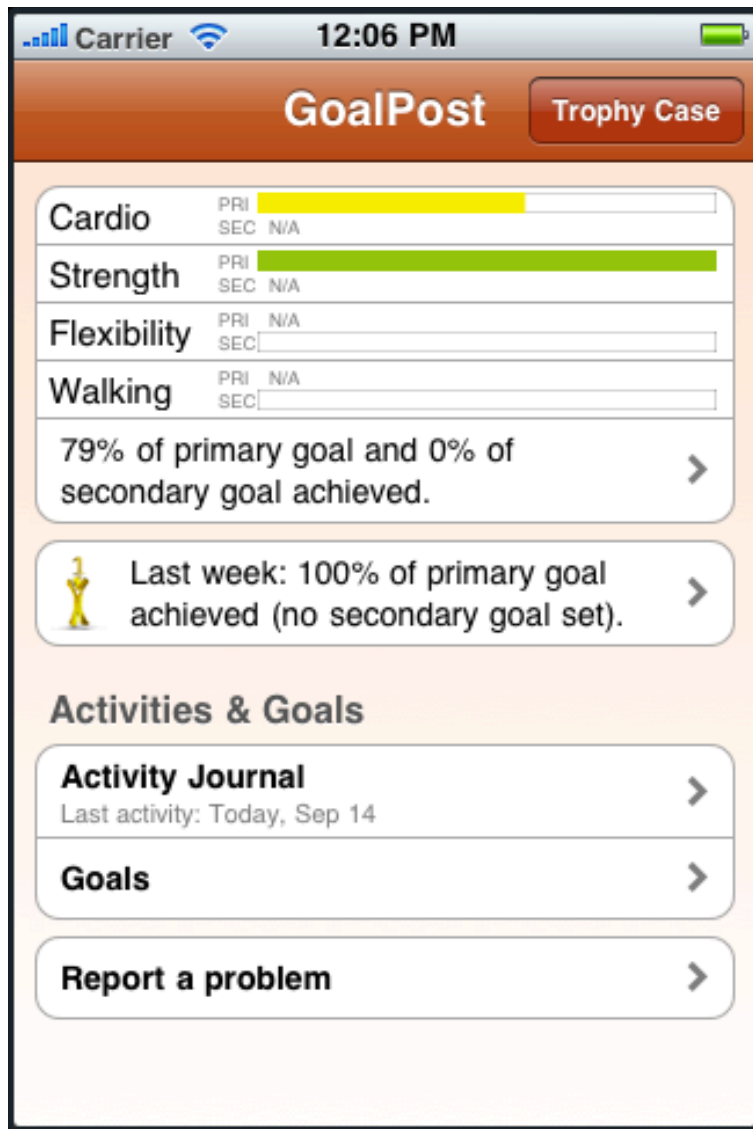 Carrier 12:06 PM
GoalPost Trophy Case
Cardio PRI
SEC N/A
Strength PRI
SEC N/A
Flexibility PRI N/A
SEC
Walking PRI N/A
SEC
79% of primary goal and 0% of
secondary goal achieved.
Last week: 100% of primary goal
achieved (no secondary goal set).
Activities & Goals
Activity Journal
Last activity: Today, Sep 14
Goals
Report a problem